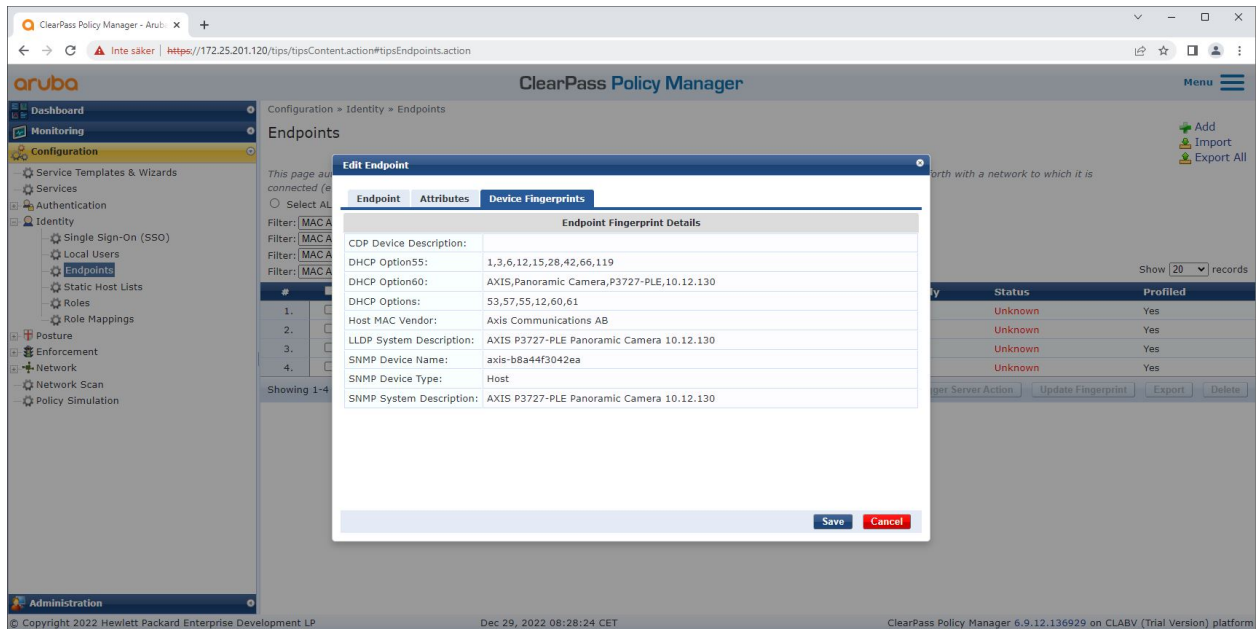 ClearPass Policy Manager - Arub
Inte säker | https://172.25.201.120/tips/tipsContent.action#tipsEndpoints.action
aruba
ClearPass Policy Manager
Menu
Dashboard
Monitoring
Configuration
Service Templates & Wizards
Services
Authentication
Identity
Single Sign-On (SSO)
Local Users
Endpoints
Static Host Lists
Roles
Role Mappings
Posture
Enforcement
Network
Network Scan
Policy Simulation
Administration
Configuration » Identity » Endpoints
Endpoints
Add
Import
Export All
This page
orth with a network to which it is
connected (e
Select AL
Filter: MAC A
Filter: MAC A
Filter: MAC A
Filter: MAC A
Show 20 records
# Status Profiled
1. Unknown Yes
2. Unknown Yes
3. Unknown Yes
4. Unknown Yes
Showing 1-4
Server Action Update Fingerprint Export Delete
Edit Endpoint
Endpoint Attributes Device Fingerprints
Endpoint Fingerprint Details
CDP Device Description:
DHCP Option55: 1,3,6,12,15,28,42,66,119
DHCP Option60: AXIS,Panoramic Camera,P3727-PLE,10.12.130
DHCP Options: 53,57,55,12,60,61
Host MAC Vendor: Axis Communications AB
LLDP System Description: AXIS P3727-PLE Panoramic Camera 10.12.130
SNMP Device Name: axis-b8a44f3042ea
SNMP Device Type: Host
SNMP System Description: AXIS P3727-PLE Panoramic Camera 10.12.130
Save Cancel
© Copyright 2022 Hewlett Packard Enterprise Development LP
Dec 29, 2022 08:28:24 CET
ClearPass Policy Manager 6.9.12.136929 on CLABV (Trial Version) platform